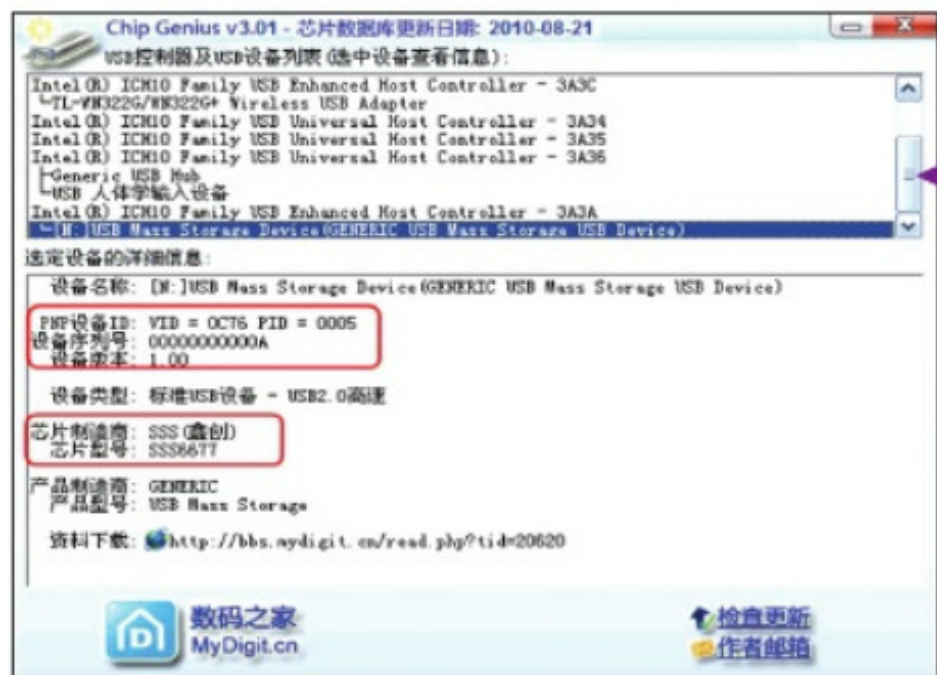 Chip Genius v3.01 - 芯片数据库更新日期: 2010-08-21
USB控制器及USB设备列表(选中设备查看信息):
Intel(R) ICH10 Family USB Enhanced Host Controller - 3A3C
TL-WN322G/WN322G+ Wireless USB Adapter
Intel(R) ICH10 Family USB Universal Host Controller - 3A34
Intel(R) ICH10 Family USB Universal Host Controller - 3A35
Intel(R) ICH10 Family USB Universal Host Controller - 3A36
Generic USB Hub
USB 人体学输入设备
Intel(R) ICH10 Family USB Enhanced Host Controller - 3A3A
[N:]USB Mass Storage Device(GENERIC USB Mass Storage USB Device)
选定设备的详细信息:
设备名称: [N:]USB Mass Storage Device(GENERIC USB Mass Storage USB Device)
PNP设备ID: VID = 0C76 PID = 0005
设备序列号: 00000000000A
设备版本: 1.00
设备类型: 标准USB设备 - USB2.0高速
芯片制造商: SSS(鑫创)
芯片型号: SSS6677
产品制造商: GENERIC
产品型号: USB Mass Storage
资料下载: http://bbs.mydigit.cn/read.php?tid=20620
数码之家
MyDigit.cn
检查更新
作者邮箱